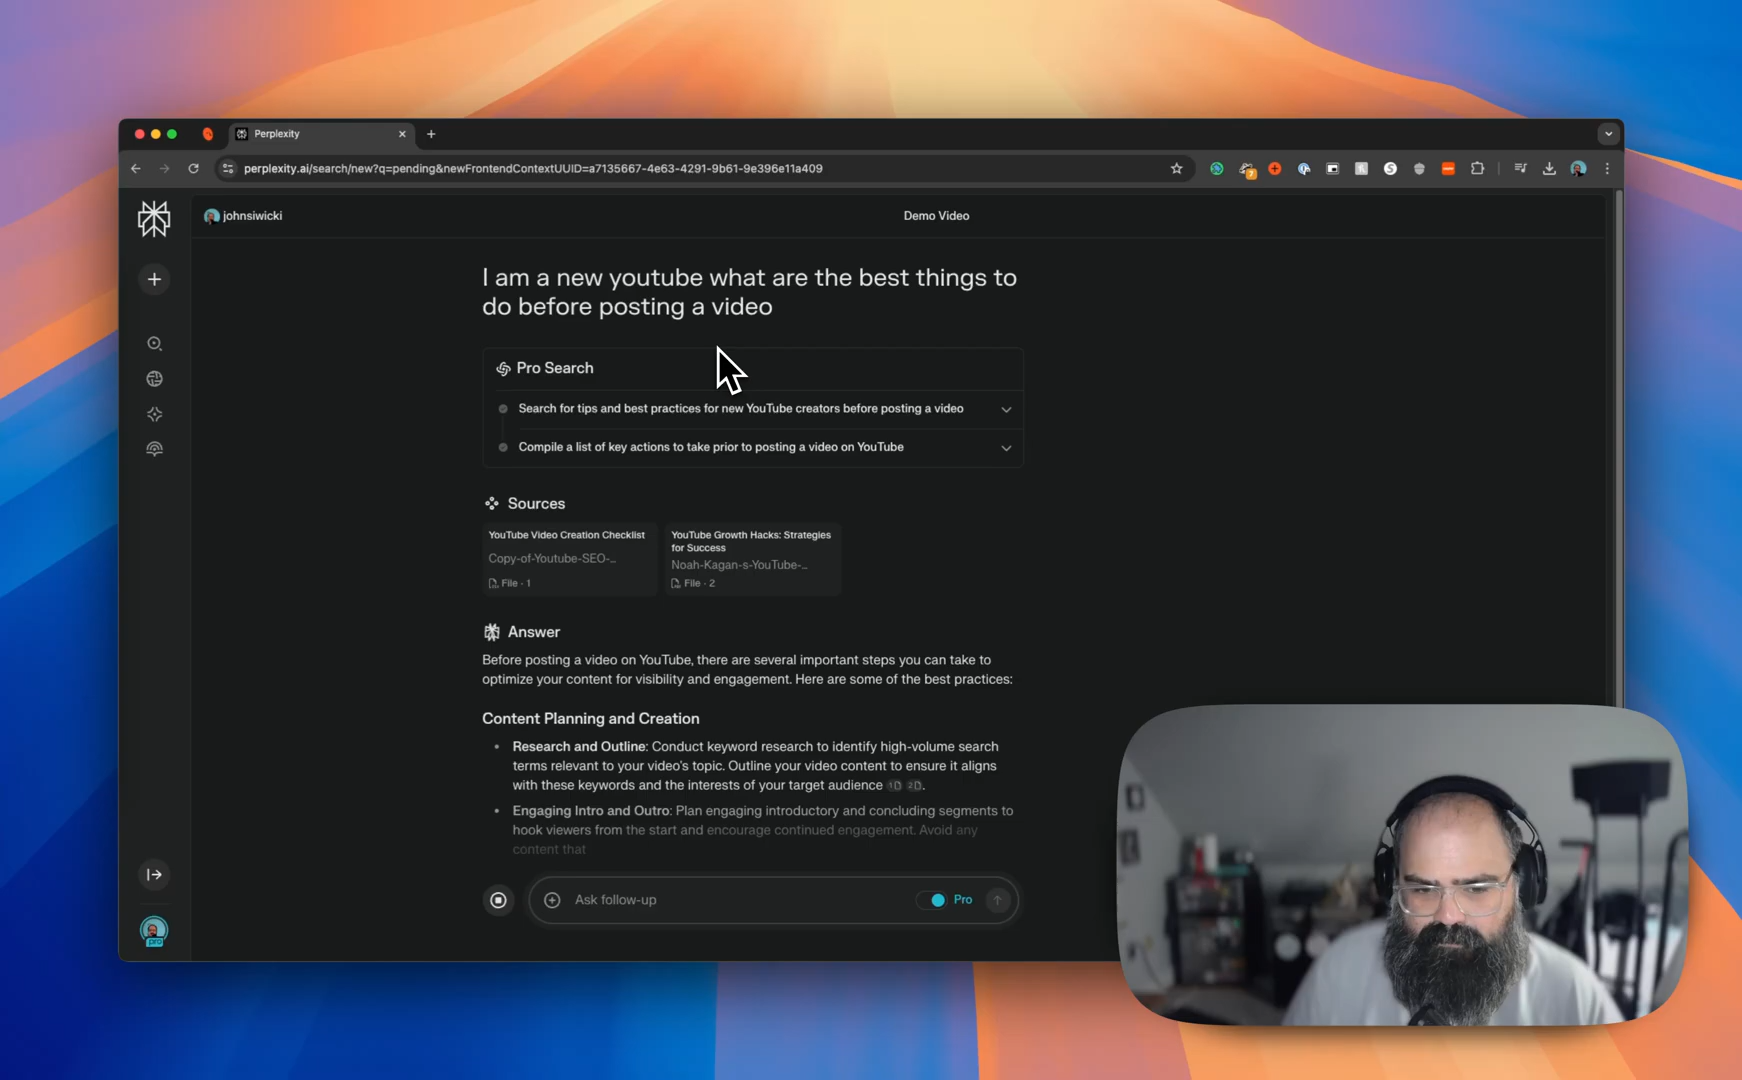 Perplexity
perplexity.ai/search/new?q=pending&newFrontendContextUUID=a7135667-4e63-4291-9b61-9e396e11a409
johnsiwicki
Demo Video
I am a new youtube what are the best things to
do before posting a video
Pro Search
Search for tips and best practices for new YouTube creators before posting a video
Compile a list of key actions to take prior to posting a video on YouTube
Sources
YouTube Video Creation Checklist
Copy-of-Youtube-SEO-...
File · 1
YouTube Growth Hacks: Strategies
for Success
Noah-Kagan-s-YouTube-...
File · 2
Answer
Before posting a video on YouTube, there are several important steps you can take to
optimize your content for visibility and engagement. Here are some of the best practices:
Content Planning and Creation
• Research and Outline: Conduct keyword research to identify high-volume search
terms relevant to your video's topic. Outline your video content to ensure it aligns
with these keywords and the interests of your target audience 1 2.
• Engaging Intro and Outro: Plan engaging introductory and concluding segments to
hook viewers from the start and encourage continued engagement. Avoid any
content that
Ask follow-up
Pro
pro